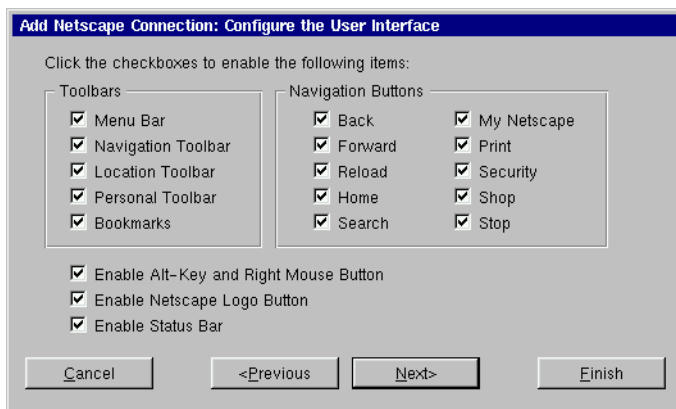 Add Netscape Connection: Configure the User Interface
Click the checkboxes to enable the following items:
Toolbars
Menu Bar
Navigation Toolbar
Location Toolbar
Personal Toolbar
Bookmarks
Navigation Buttons
Back
Forward
Reload
Home
Search
My Netscape
Print
Security
Shop
Stop
Enable Alt-Key and Right Mouse Button
Enable Netscape Logo Button
Enable Status Bar
Cancel
<Previous
Next>
Finish